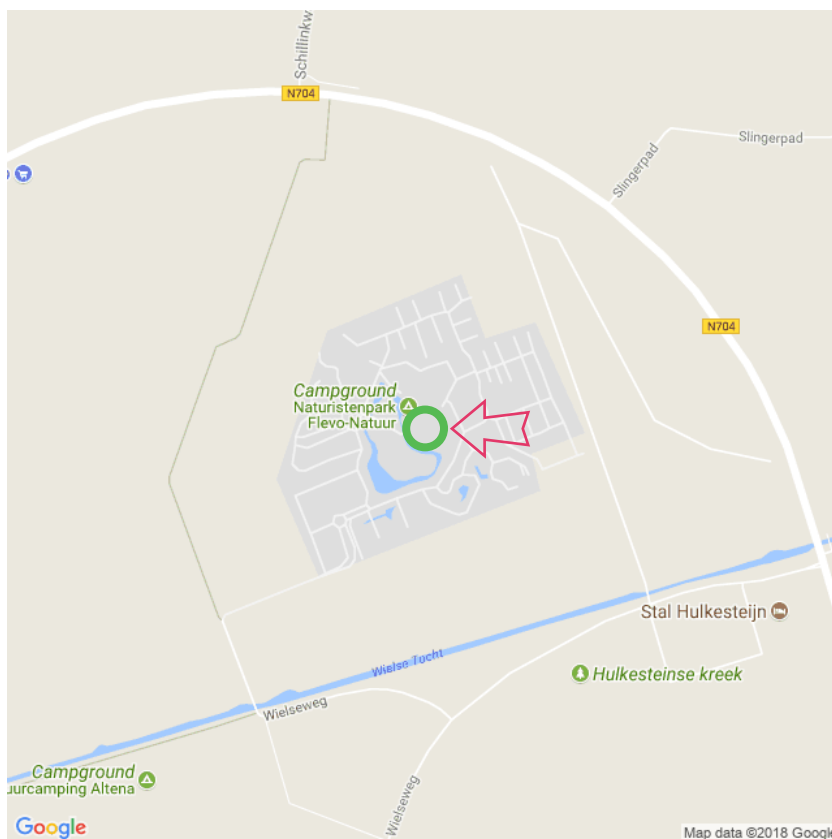 Schillinkw
N704
Slingerpad
Slingerpad
N704
Campground
Naturistenpark
Flevo-Natuur
Stal Hulkesteijn
Wielse Tocht
Hulkesteinse kreek
Wielseweg
Campground
uurcamping Altena
Wielseweg
Google
Map data ©2018 Google